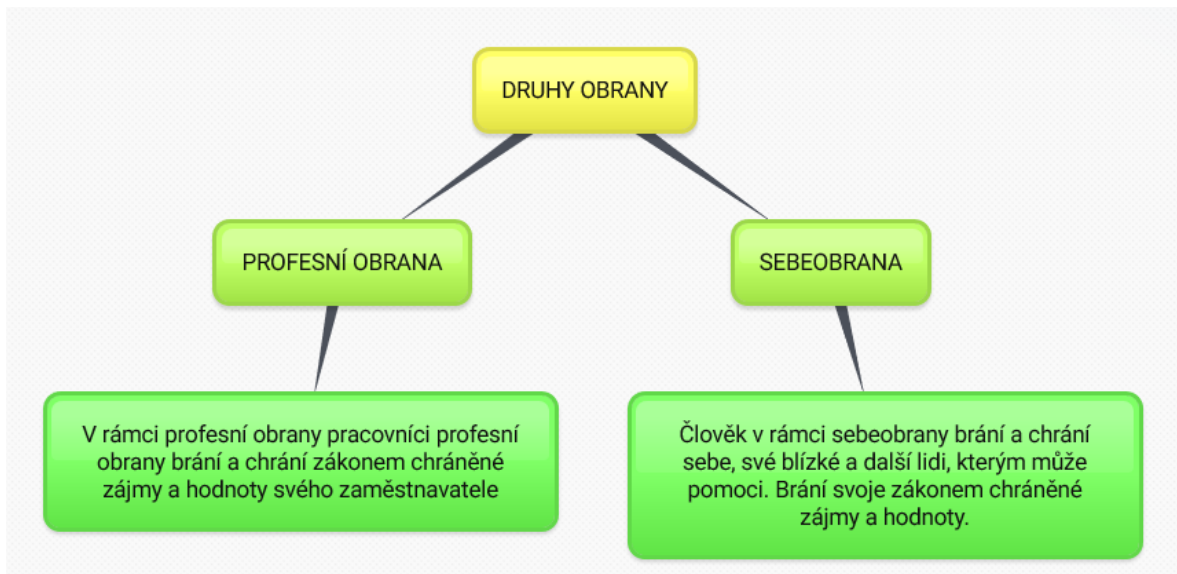 DRUHY OBRANY
PROFESNÍ OBRANA
SEBEOBRANA
V rámci profesní obrany pracovníci profesní
obrany brání a chrání zákonem chráněné
zájmy a hodnoty svého zaměstnavatele
Člověk v rámci sebeobrany brání a chrání
sebe, své blízké a další lidi, kterým může
pomoci. Brání svoje zákonem chráněné
zájmy a hodnoty.